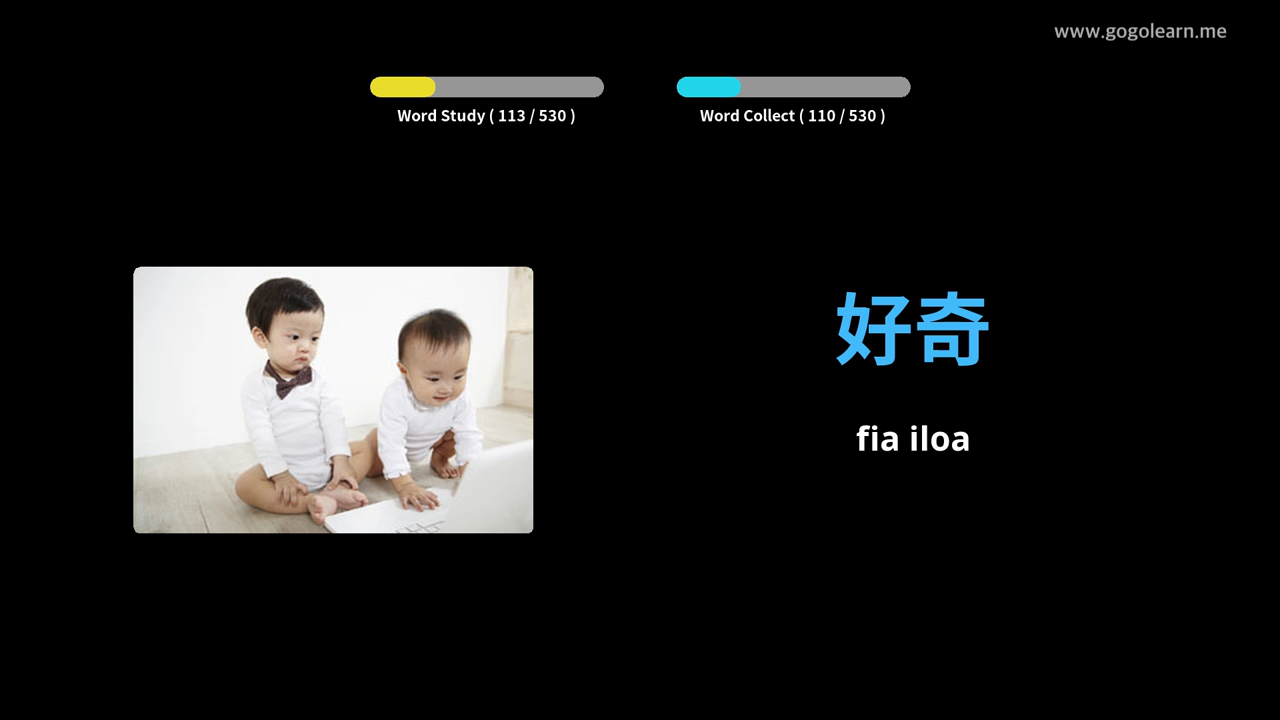 www.gogolearn.me
Word Study ( 113 / 530 )
Word Collect ( 110 / 530 )
好奇
fia iloa